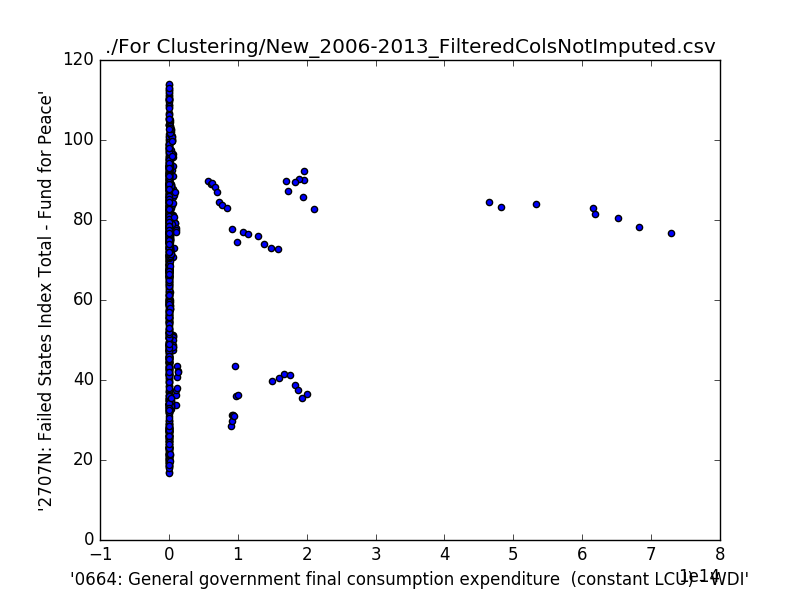 ./For Clustering/New_2006-2013_FilteredColsNotImputed.csv
120
100
80
60
40
20
0
'2707N: Failed States Index Total - Fund for Peace'
−1 0 1 2 3 4 5 6 7 8
1e14
'0664: General government final consumption expenditure (constant LCU) - WDI'